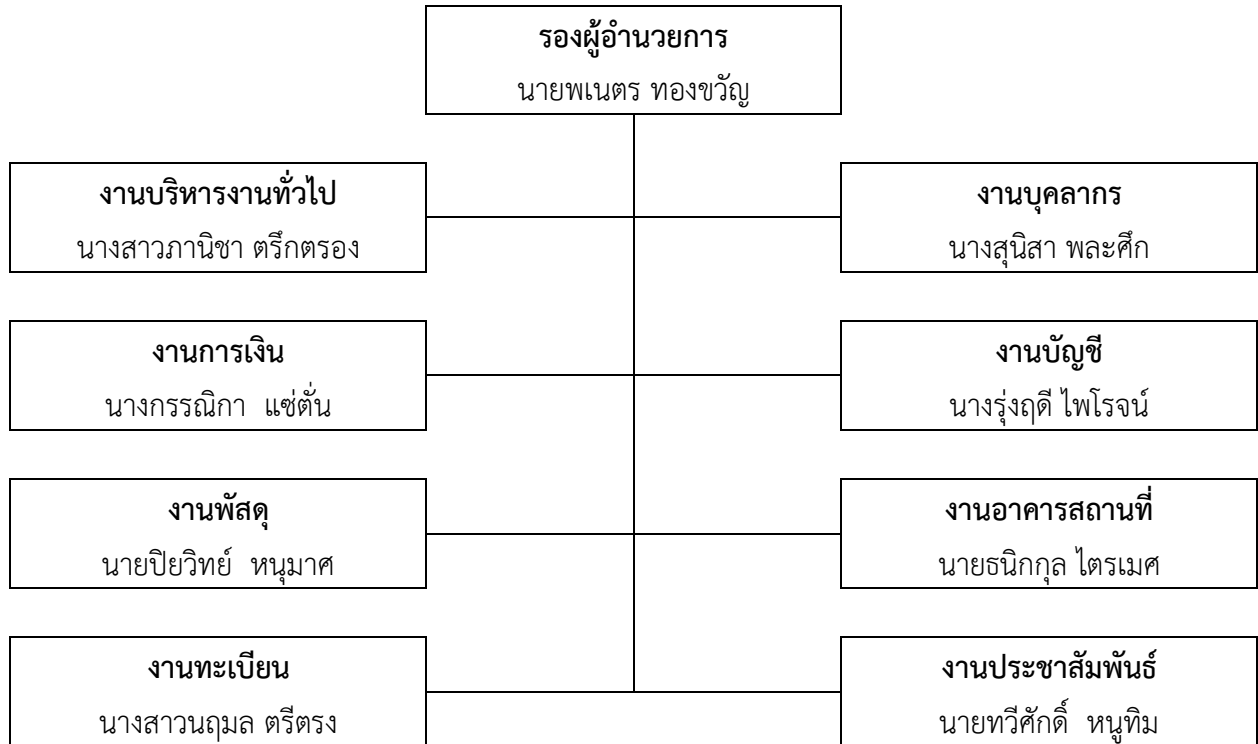 รองผู้อำนวยการ
นายพเนตร ทองขวัญ
งานบริหารงานทั่วไป
นางสาวภานิชา ตรึกตรอง
งานบุคลากร
นางสุนิสา พละศึก
งานการเงิน
นางกรรณิกา  แซ่ตั่น
งานบัญชี
นางรุ่งฤดี ไพโรจน์
งานพัสดุ
นายปิยวิทย์  หนุมาศ
งานอาคารสถานที่
นายธนิกกุล ไตรเมศ
งานทะเบียน
นางสาวนฤมล ตรีตรง
งานประชาสัมพันธ์
นายทวีศักดิ์  หนูทิม